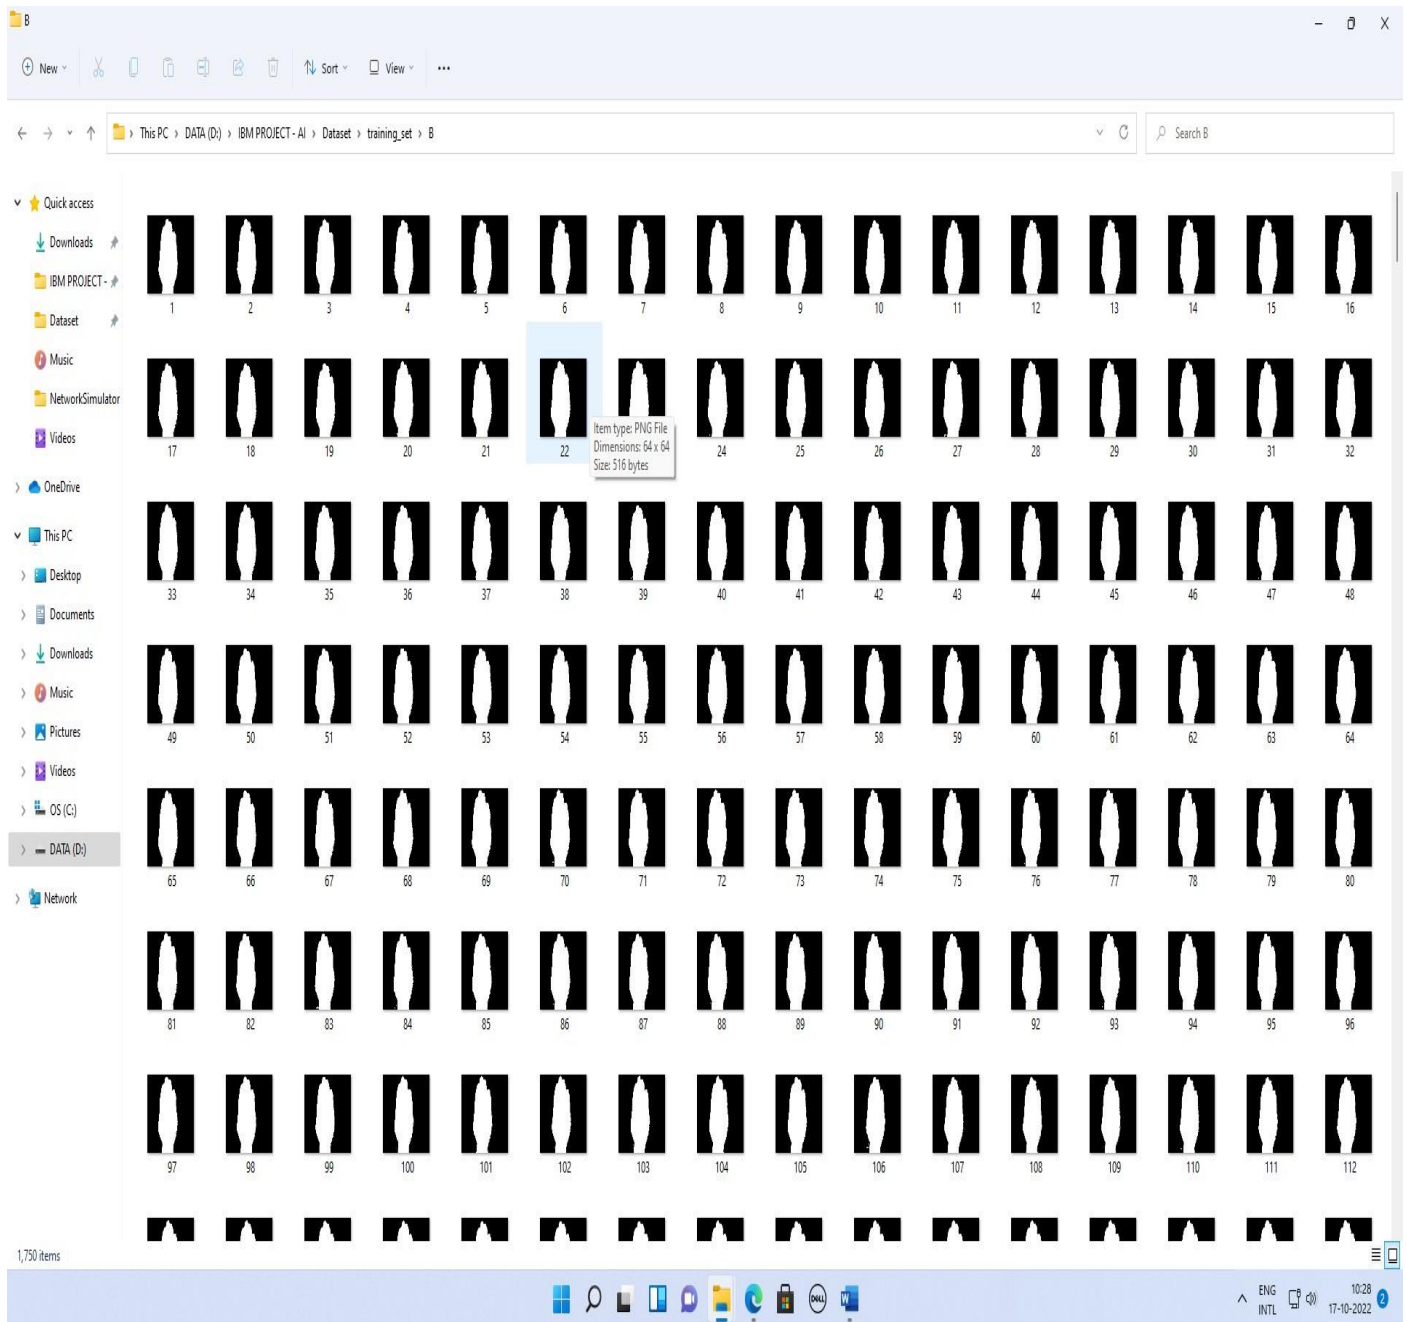 B
New
Sort
View
This PC > DATA (D:) > IBM PROJECT - AI > Dataset > training_set > B
Search B
Quick access
Downloads
IBM PROJECT -
Dataset
Music
NetworkSimulator
Videos
OneDrive
This PC
Desktop
Documents
Downloads
Music
Pictures
Videos
OS (C:)
DATA (D:)
Network
1 2 3 4 5 6 7 8 9 10 11 12 13 14 15 16
17 18 19 20 21 22 24 25 26 27 28 29 30 31 32
Item type: PNG File
Dimensions: 64 x 64
Size: 516 bytes
33 34 35 36 37 38 39 40 41 42 43 44 45 46 47 48
49 50 51 52 53 54 55 56 57 58 59 60 61 62 63 64
65 66 67 68 69 70 71 72 73 74 75 76 77 78 79 80
81 82 83 84 85 86 87 88 89 90 91 92 93 94 95 96
97 98 99 100 101 102 103 104 105 106 107 108 109 110 111 112
1,750 items
DELL
W
ENG
INTL
10:28
17-10-2022
2